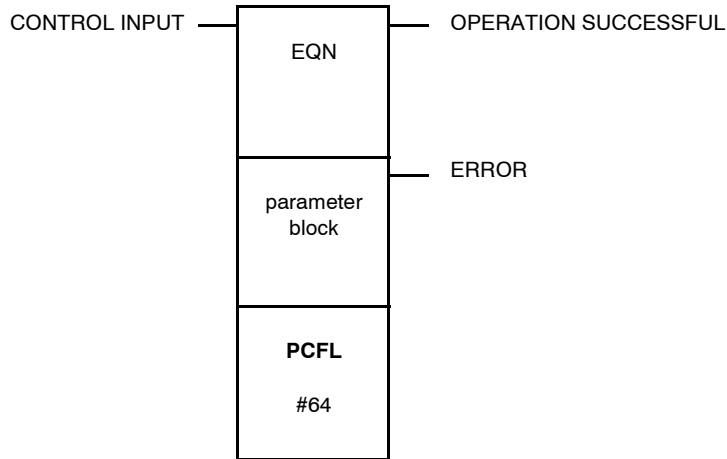 CONTROL INPUT
OPERATION SUCCESSFUL
EQN
ERROR
parameter
block
PCFL
#64